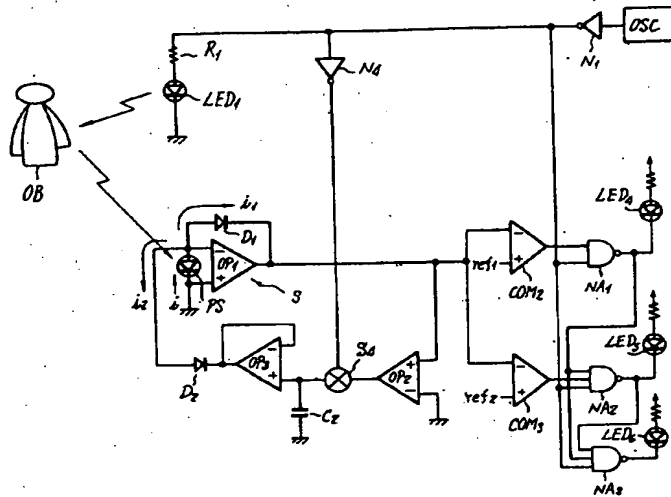 OSC
N1
R1
N4
LED1
OB
i1
D1
LED4
i2
OP1
i
PS
S
ref1
COM2
NA1
LED5
OP3
S4
OP2
D2
C2
ref2
COM3
NA2
LED6
NA3